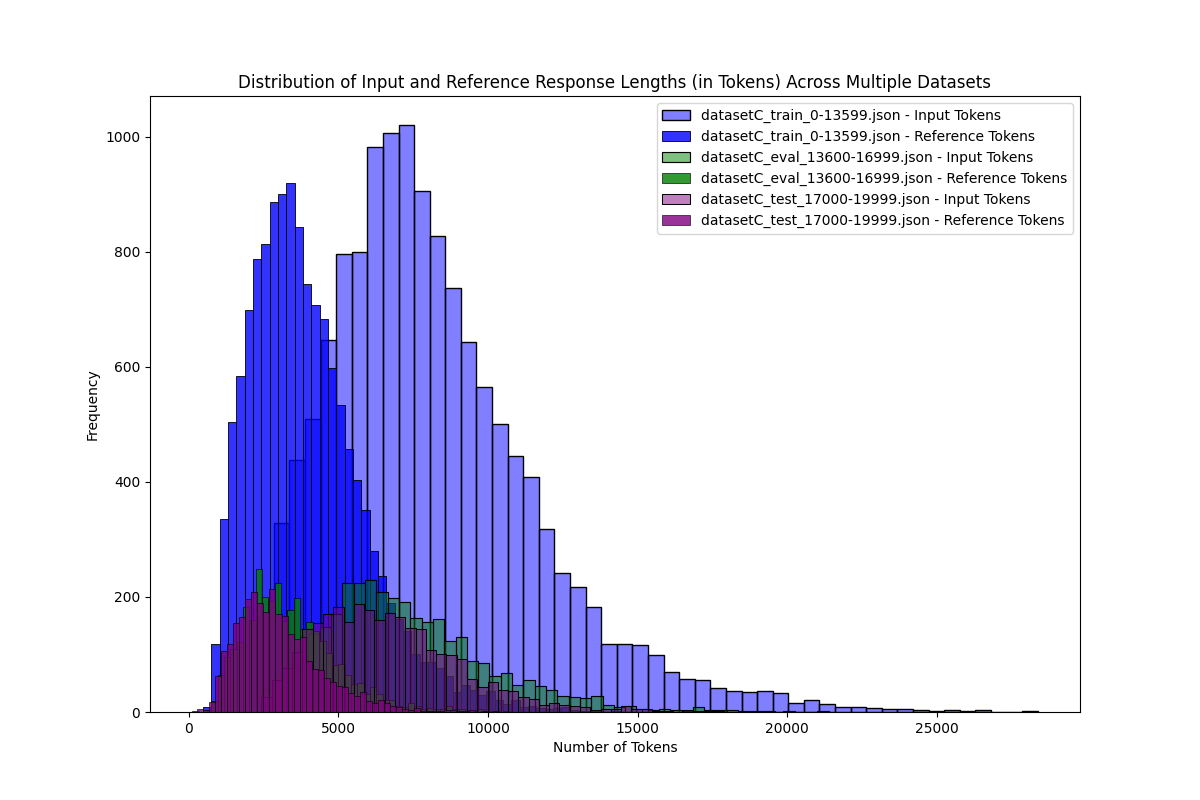 Distribution of Input and Reference Response Lengths (in Tokens) Across Multiple Datasets
datasetC_train_0-13599.json - Input Tokens
datasetC_train_0-13599.json - Reference Tokens
datasetC_eval_13600-16999.json - Input Tokens
datasetC_eval_13600-16999.json - Reference Tokens
datasetC_test_17000-19999.json - Input Tokens
datasetC_test_17000-19999.json - Reference Tokens
Frequency
1000
800
600
400
200
0
0 5000 10000 15000 20000 25000
Number of Tokens